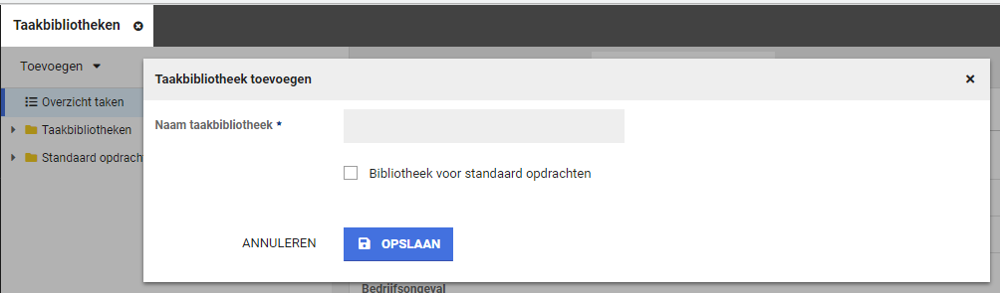 Taakbibliotheken
Toevoegen
Taakbibliotheek toevoegen
Overzicht taken
Naam taakbibliotheek *
Taakbibliotheken
Standaard opdracht
Bibliotheek voor standaard opdrachten
ANNULEREN
OPSLAAN
Bedrijfsongeval